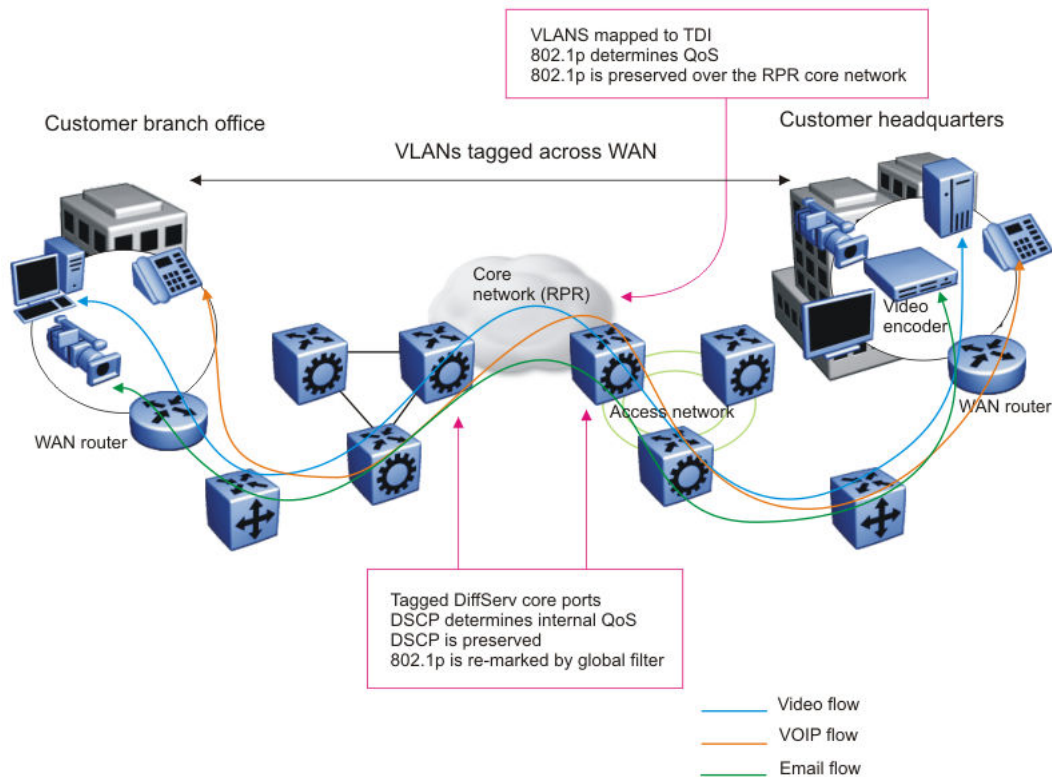 VLANS mapped to TDI
802.1p determines QoS
802.1p is preserved over the RPR core network
Customer branch office
Customer headquarters
VLANs tagged across WAN
Core
network (RPR)
Video
encoder
Access network
WAN router
WAN router
Tagged DiffServ core ports
DSCP determines internal QoS
DSCP is preserved
802.1p is re-marked by global filter
Video flow
VOIP flow
Email flow